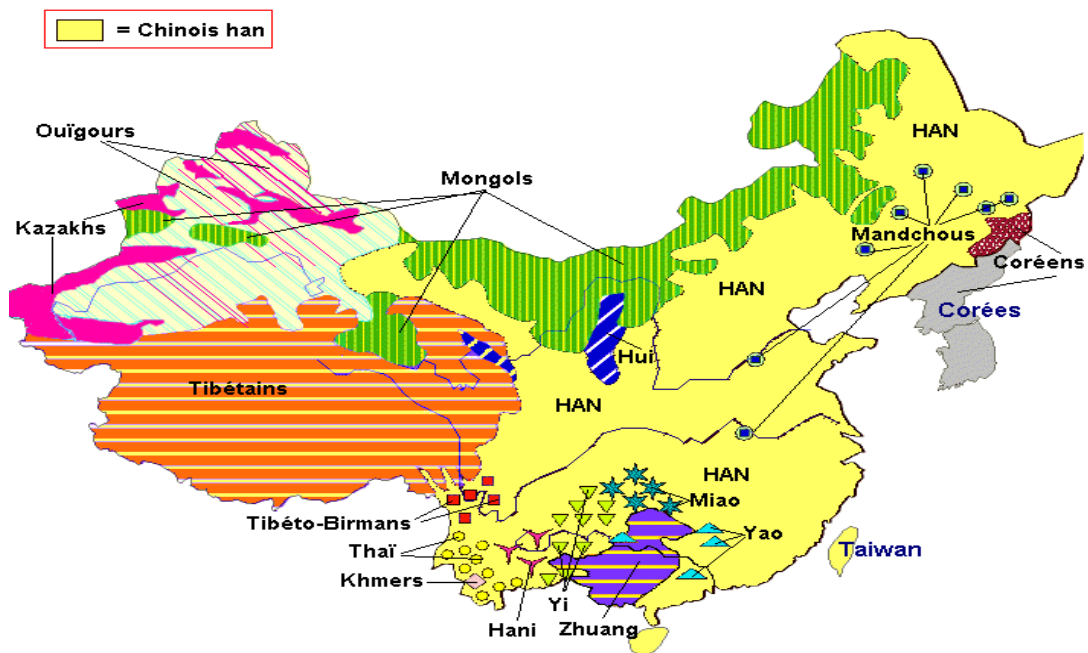 = Chinois han
Ouïgours
HAN
Mongols
Kazakhs
Mandchous
Coréens
HAN
Corées
Hui
Tibétains
HAN
HAN
Miao
Tibéto-Birmans
Yao
Thaï
Taiwan
Khmers
Yi
Hani
Zhuang